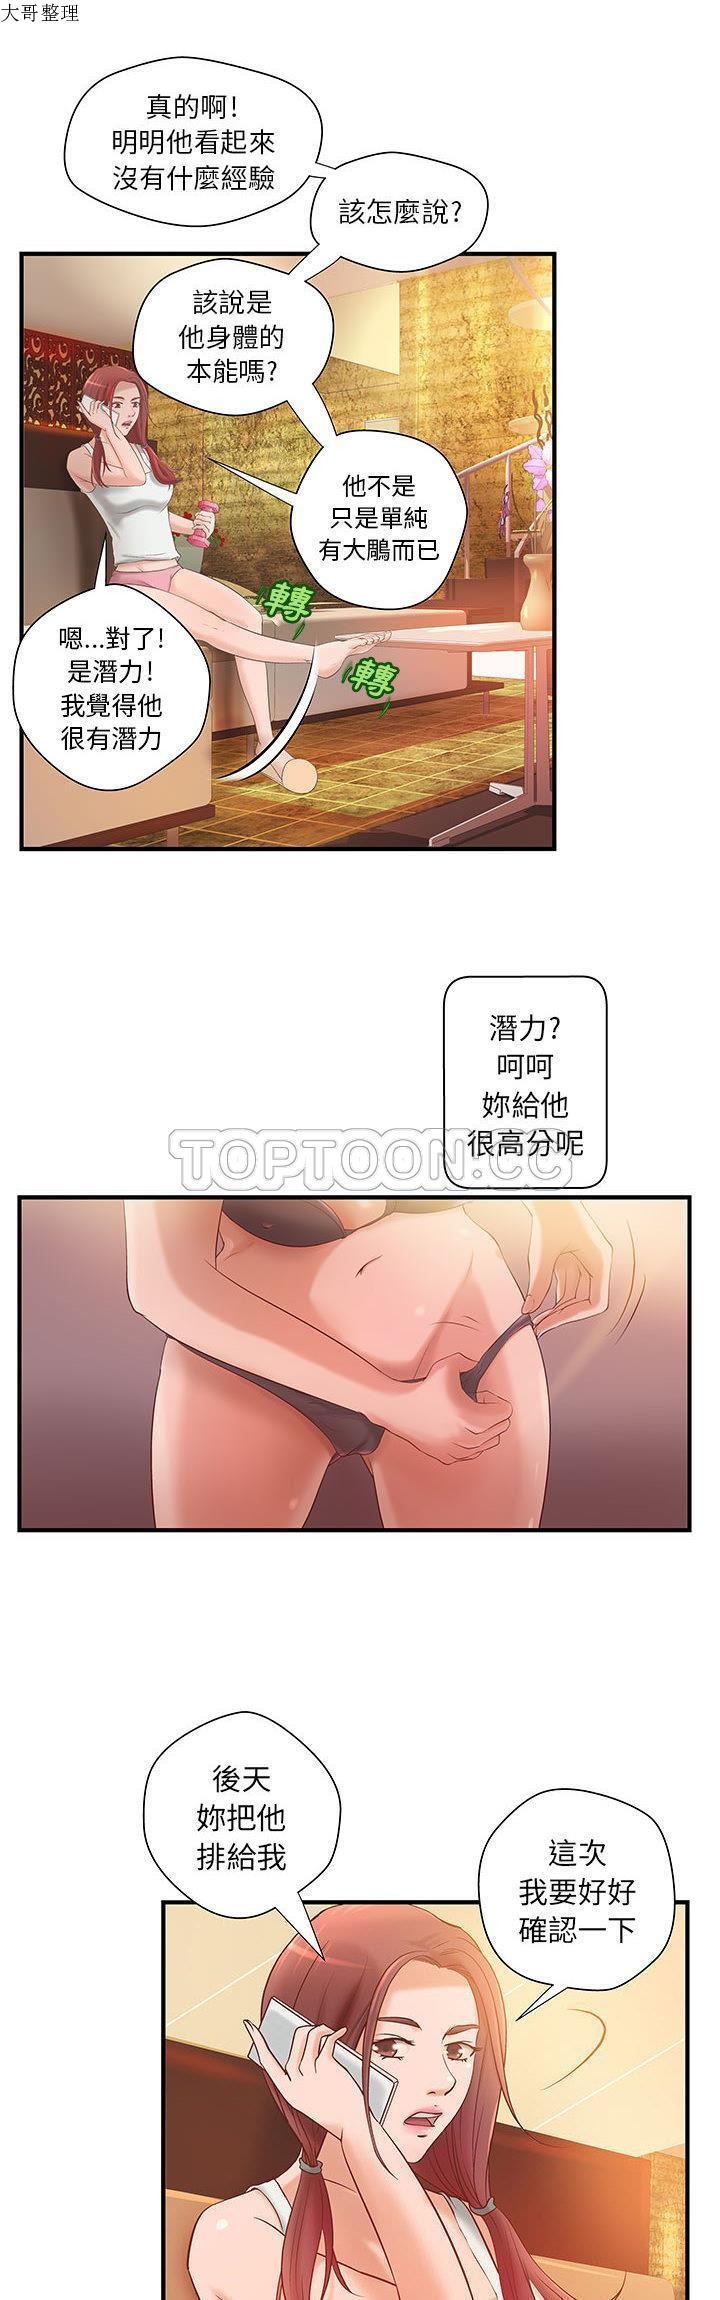 大哥整理
真的啊!
明明他看起來
沒有什麼經驗
該怎麼說?
該說是
他身體的
本能嗎?
他不是
只是單純
有大鵰而已
轉
轉
嗯...對了!
是潛力!
我覺得他
很有潛力
潛力?
呵呵
妳給他
很高分呢
TOPTOON.CC
後天
妳把他
排給我
這次
我要好好
確認一下